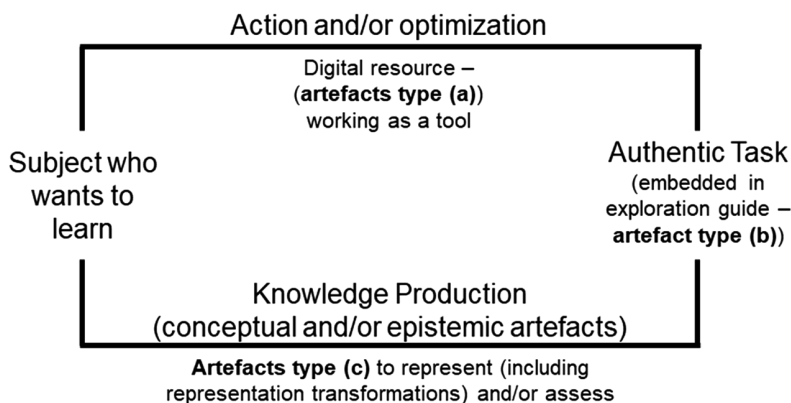 Action and/or optimization
Digital resource –
(artefacts type (a))
working as a tool
Subject who
wants to
learn
Authentic Task
(embedded in
exploration guide –
artefact type (b))
Knowledge Production
(conceptual and/or epistemic artefacts)
Artefacts type (c) to represent (including
representation transformations) and/or assess